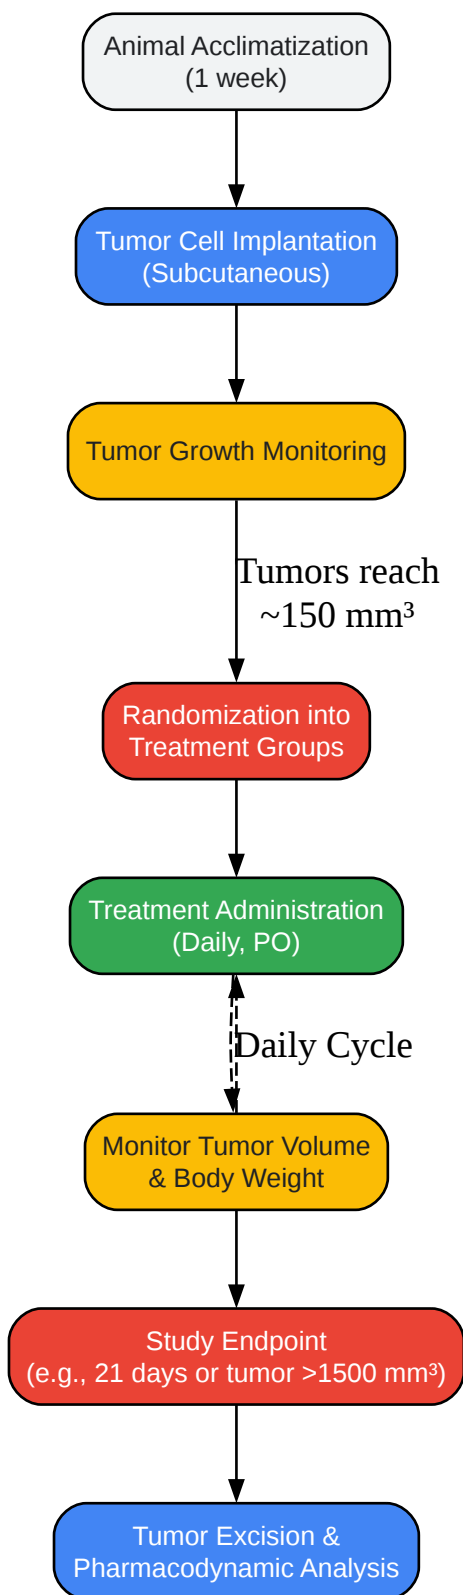 Animal Acclimatization
(1 week)
Tumor Cell Implantation
(Subcutaneous)
Tumor Growth Monitoring
Tumors reach
~150 mm³
Randomization into
Treatment Groups
Treatment Administration
(Daily, PO)
Daily Cycle
Monitor Tumor Volume
& Body Weight
Study Endpoint
(e.g., 21 days or tumor >1500 mm³)
Tumor Excision &
Pharmacodynamic Analysis